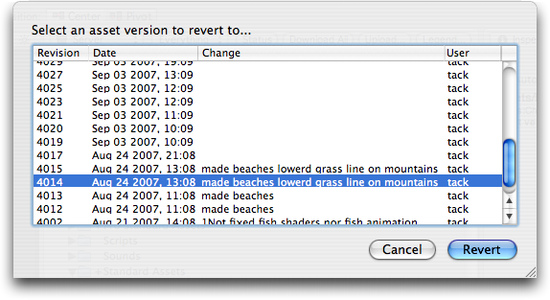 Select an asset version to revert to...
Revision Date Change User
4029 Sep 03 2007, 19:09 tack
4027 Sep 03 2007, 13:09 tack
4025 Sep 03 2007, 12:09 tack
4023 Sep 03 2007, 12:09 tack
4021 Sep 03 2007, 11:09 tack
4020 Sep 03 2007, 10:09 tack
4019 Sep 03 2007, 10:09 tack
4017 Aug 24 2007, 21:08 tack
4015 Aug 24 2007, 13:08 made beaches lowerd grass line on mountains tack
4014 Aug 24 2007, 13:08 made beaches lowerd grass line on mountains tack
4013 Aug 24 2007, 11:08 made beaches tack
4012 Aug 24 2007, 11:08 made beaches tack
4002 Aug 21 2007, 14:08 1Not fixed fish shaders nor fish animation tack
Cancel Revert
Scripts
Sounds
Standard Assets